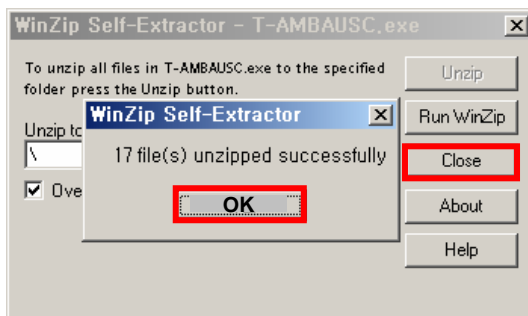 WinZip Self-Extractor - T-AMBAUSC.exe
To unzip all files in T-AMBAUSC.exe to the specified
folder press the Unzip button.
Unzip
WinZip Self-Extractor
Run WinZip
Unzip to
\
17 file(s) unzipped successfully
Close
Ove
OK
About
Help